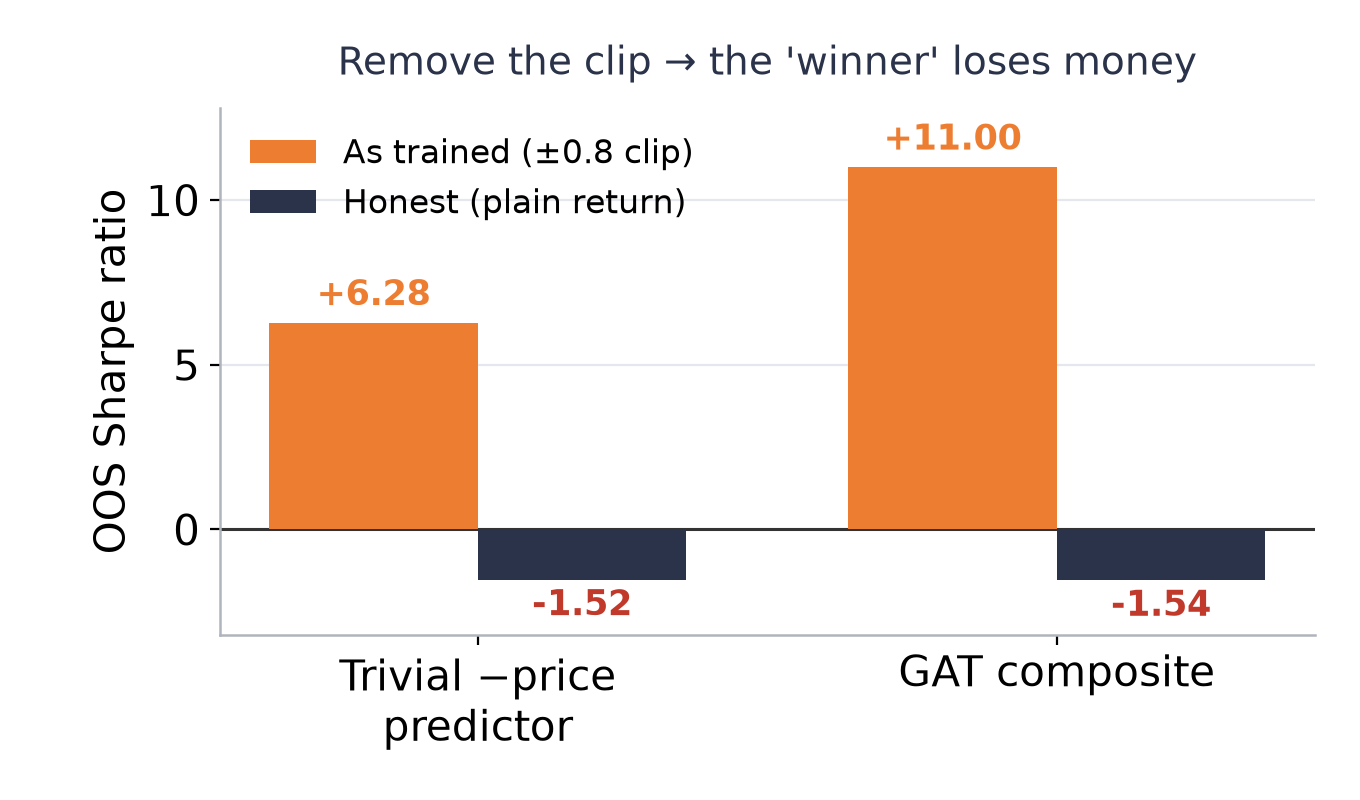 Remove the clip → the 'winner' loses money
As trained (±0.8 clip)
Honest (plain return)
OOS Sharpe ratio
10
5
0
+6.28
-1.52
+11.00
-1.54
Trivial −price
predictor
GAT composite